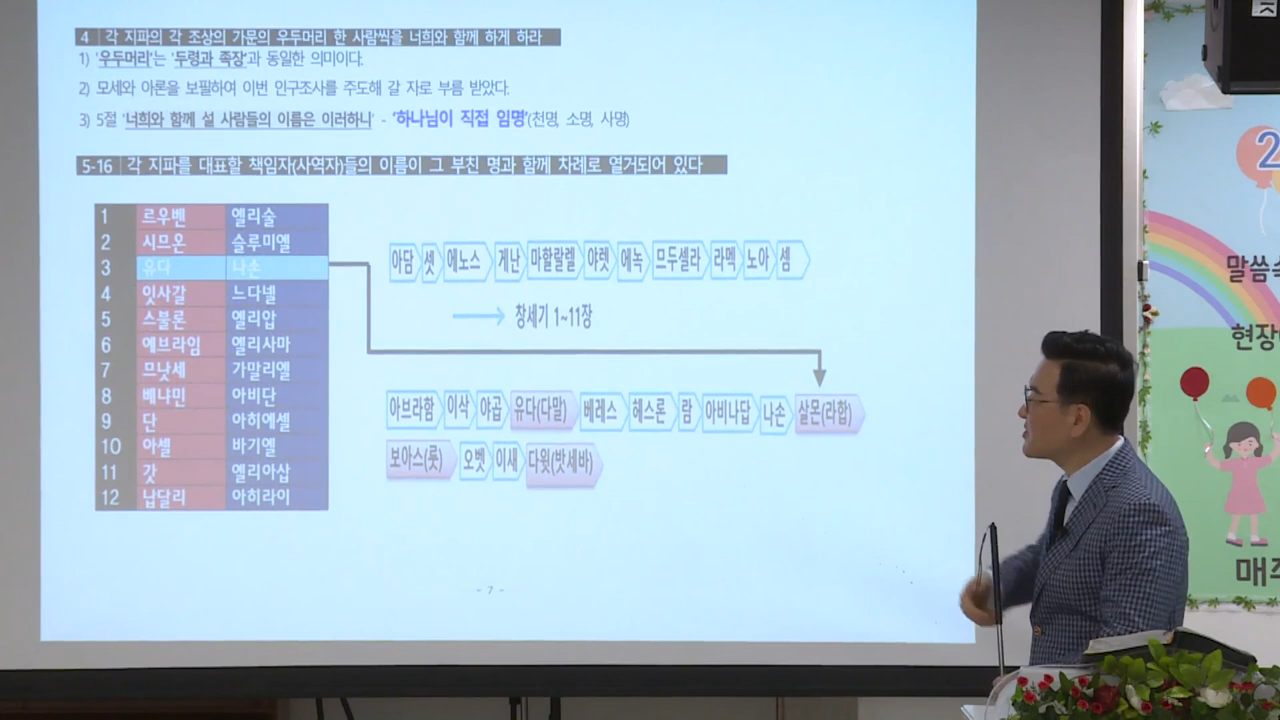 4 각 지파의 각 조상의 가문의 우두머리 한 사람씩을 너희와 함께 하게 하라
1) '우두머리'는 '두령과 족장'과 동일한 의미이다.
2) 모세와 아론을 보필하여 이번 인구조사를 주도해 갈 자로 부름 받았다.
3) 5절 '너희와 함께 설 사람들의 이름은 이러하니' - '하나님이 직접 임명'(천명, 소명, 사명)
5-16 각 지파를 대표할 책임자(사역자)들의 이름이 그 부친 명과 함께 차례로 열거되어 있다
1 르우벤 엘리술
2 시므온 슬루미엘
3 유다 나손
4 잇사갈 느다넬
5 스불론 엘리압
6 에브라임 엘리사마
7 므낫세 가말리엘
8 베냐민 아비단
9 단 아히에셀
10 아셀 바기엘
11 갓 엘리아삽
12 납달리 아히라이
아담 셋 에노스 게난 마할랄렐 야렛 에녹 므두셀라 라멕 노아 셈
창세기 1~11장
아브라함 이삭 야곱 유다(다말) 베레스 헤스론 람 아비나답 나손 살몬(라합)
보아스(룻) 오벳 이새 다윗(밧세바)
- 7 -
2
말씀
현장
매